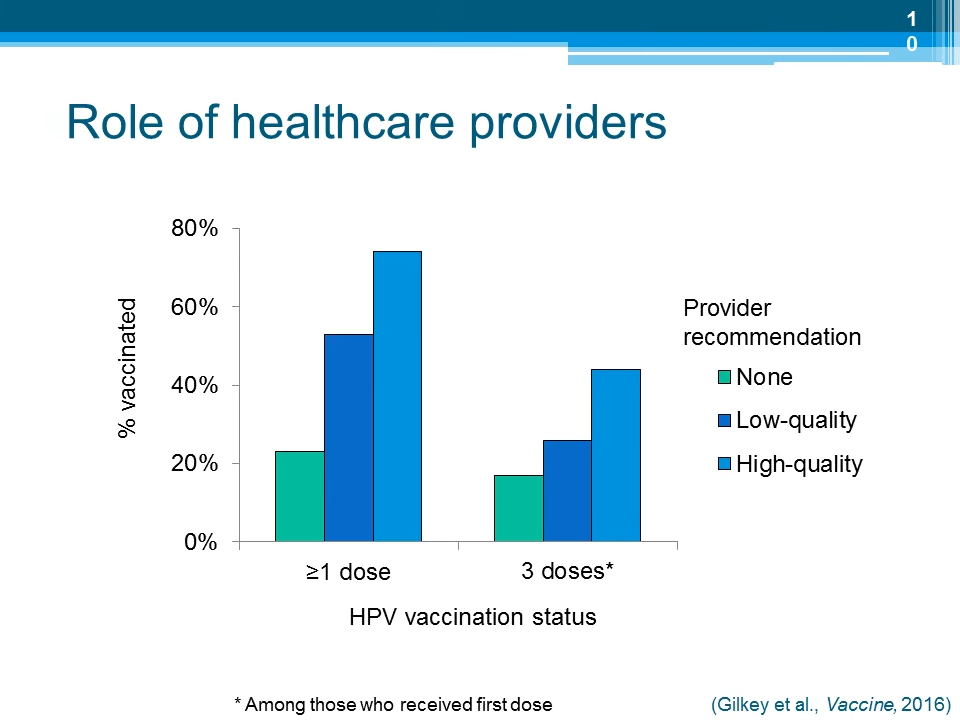 1
0
Role of healthcare providers
80%
60%
40%
20%
0%
% vaccinated
≥1 dose
3 doses*
HPV vaccination status
Provider
recommendation
None
Low-quality
High-quality
* Among those who received first dose
(Gilkey et al., Vaccine, 2016)